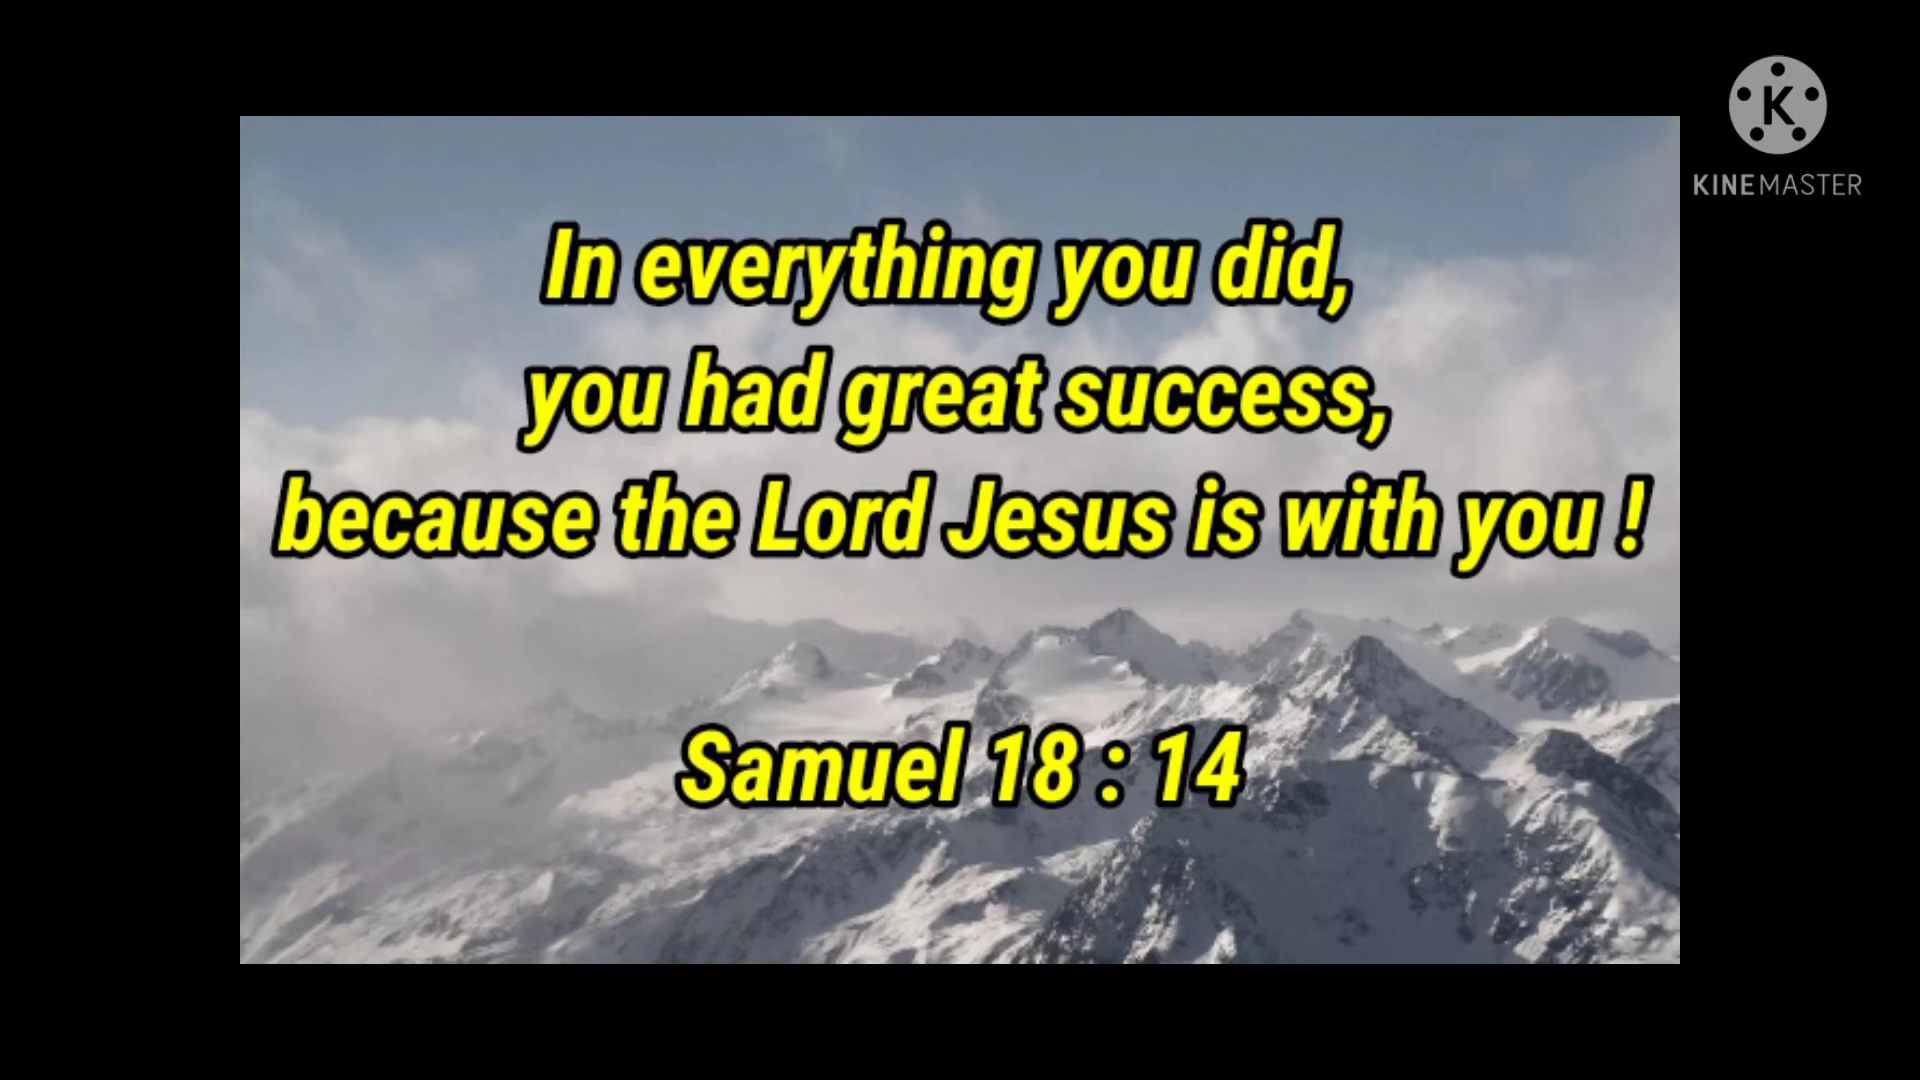 In everything you did,
you had great success,
because the Lord Jesus is with you !
Samuel 18 : 14
K
KINEMASTER